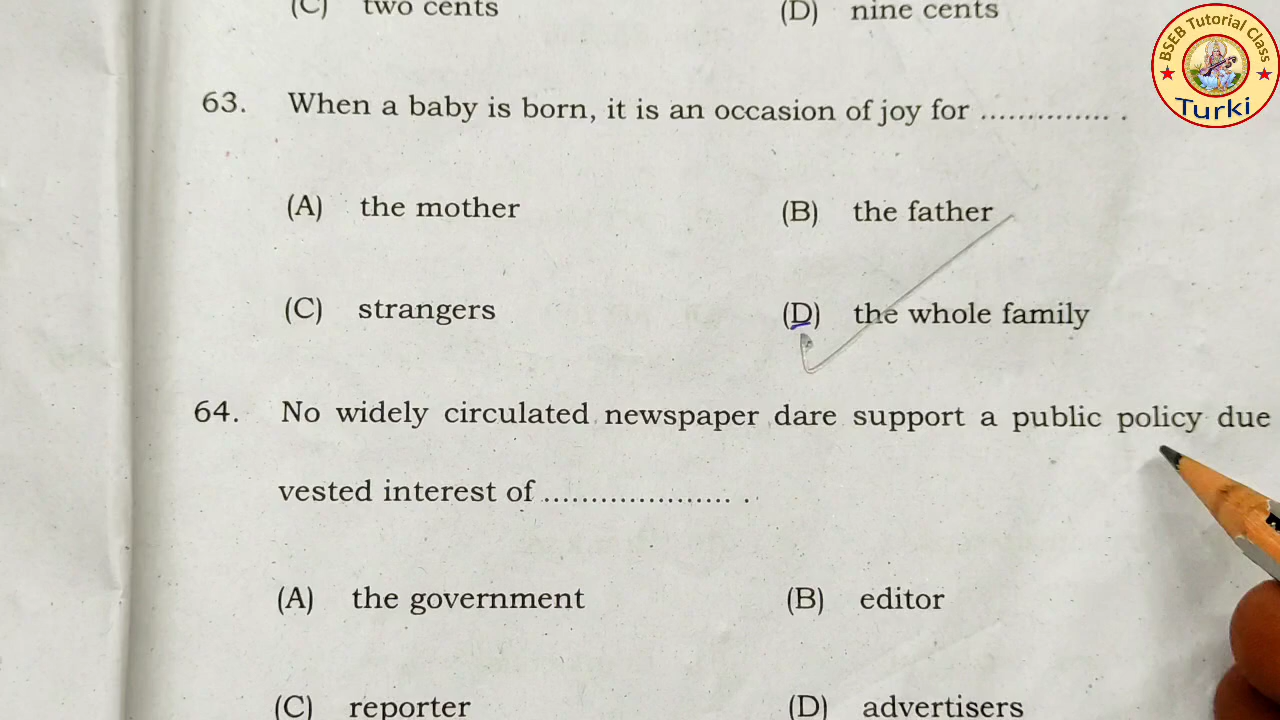 (C) two cents (D) nine cents
BSEB Tutorial Class
Turki
63. When a baby is born, it is an occasion of joy for .............. .
(A) the mother (B) the father
(C) strangers (D) the whole family
64. No widely circulated newspaper dare support a public policy due
vested interest of .................... .
(A) the government (B) editor
(C) reporter (D) advertisers